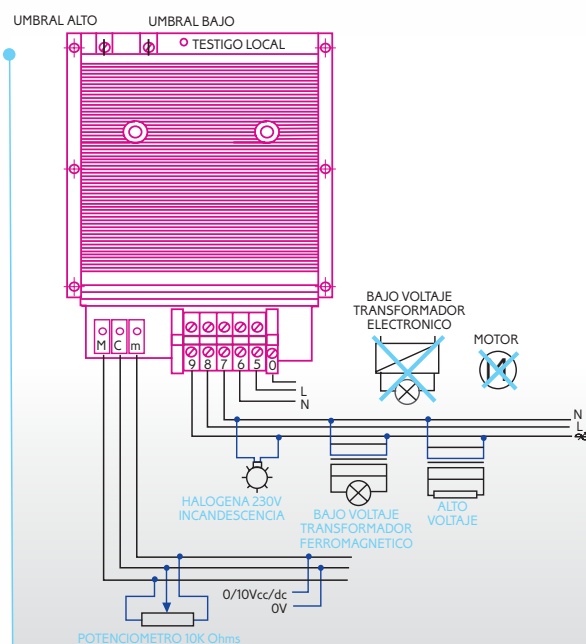 UMBRAL ALTO
UMBRAL BAJO
TESTIGO LOCAL
M C m
9 8 7 6 5 0
L
N
BAJO VOLTAJE
TRANSFORMADOR
ELECTRONICO
MOTOR
M
N
L
HALOGENA 230V
INCANDESCENCIA
BAJO VOLTAJE
TRANSFORMADOR
FERROMAGNETICO
ALTO
VOLTAJE
0/10Vcc/dc
0V
POTENCIOMETRO 10K Ohms